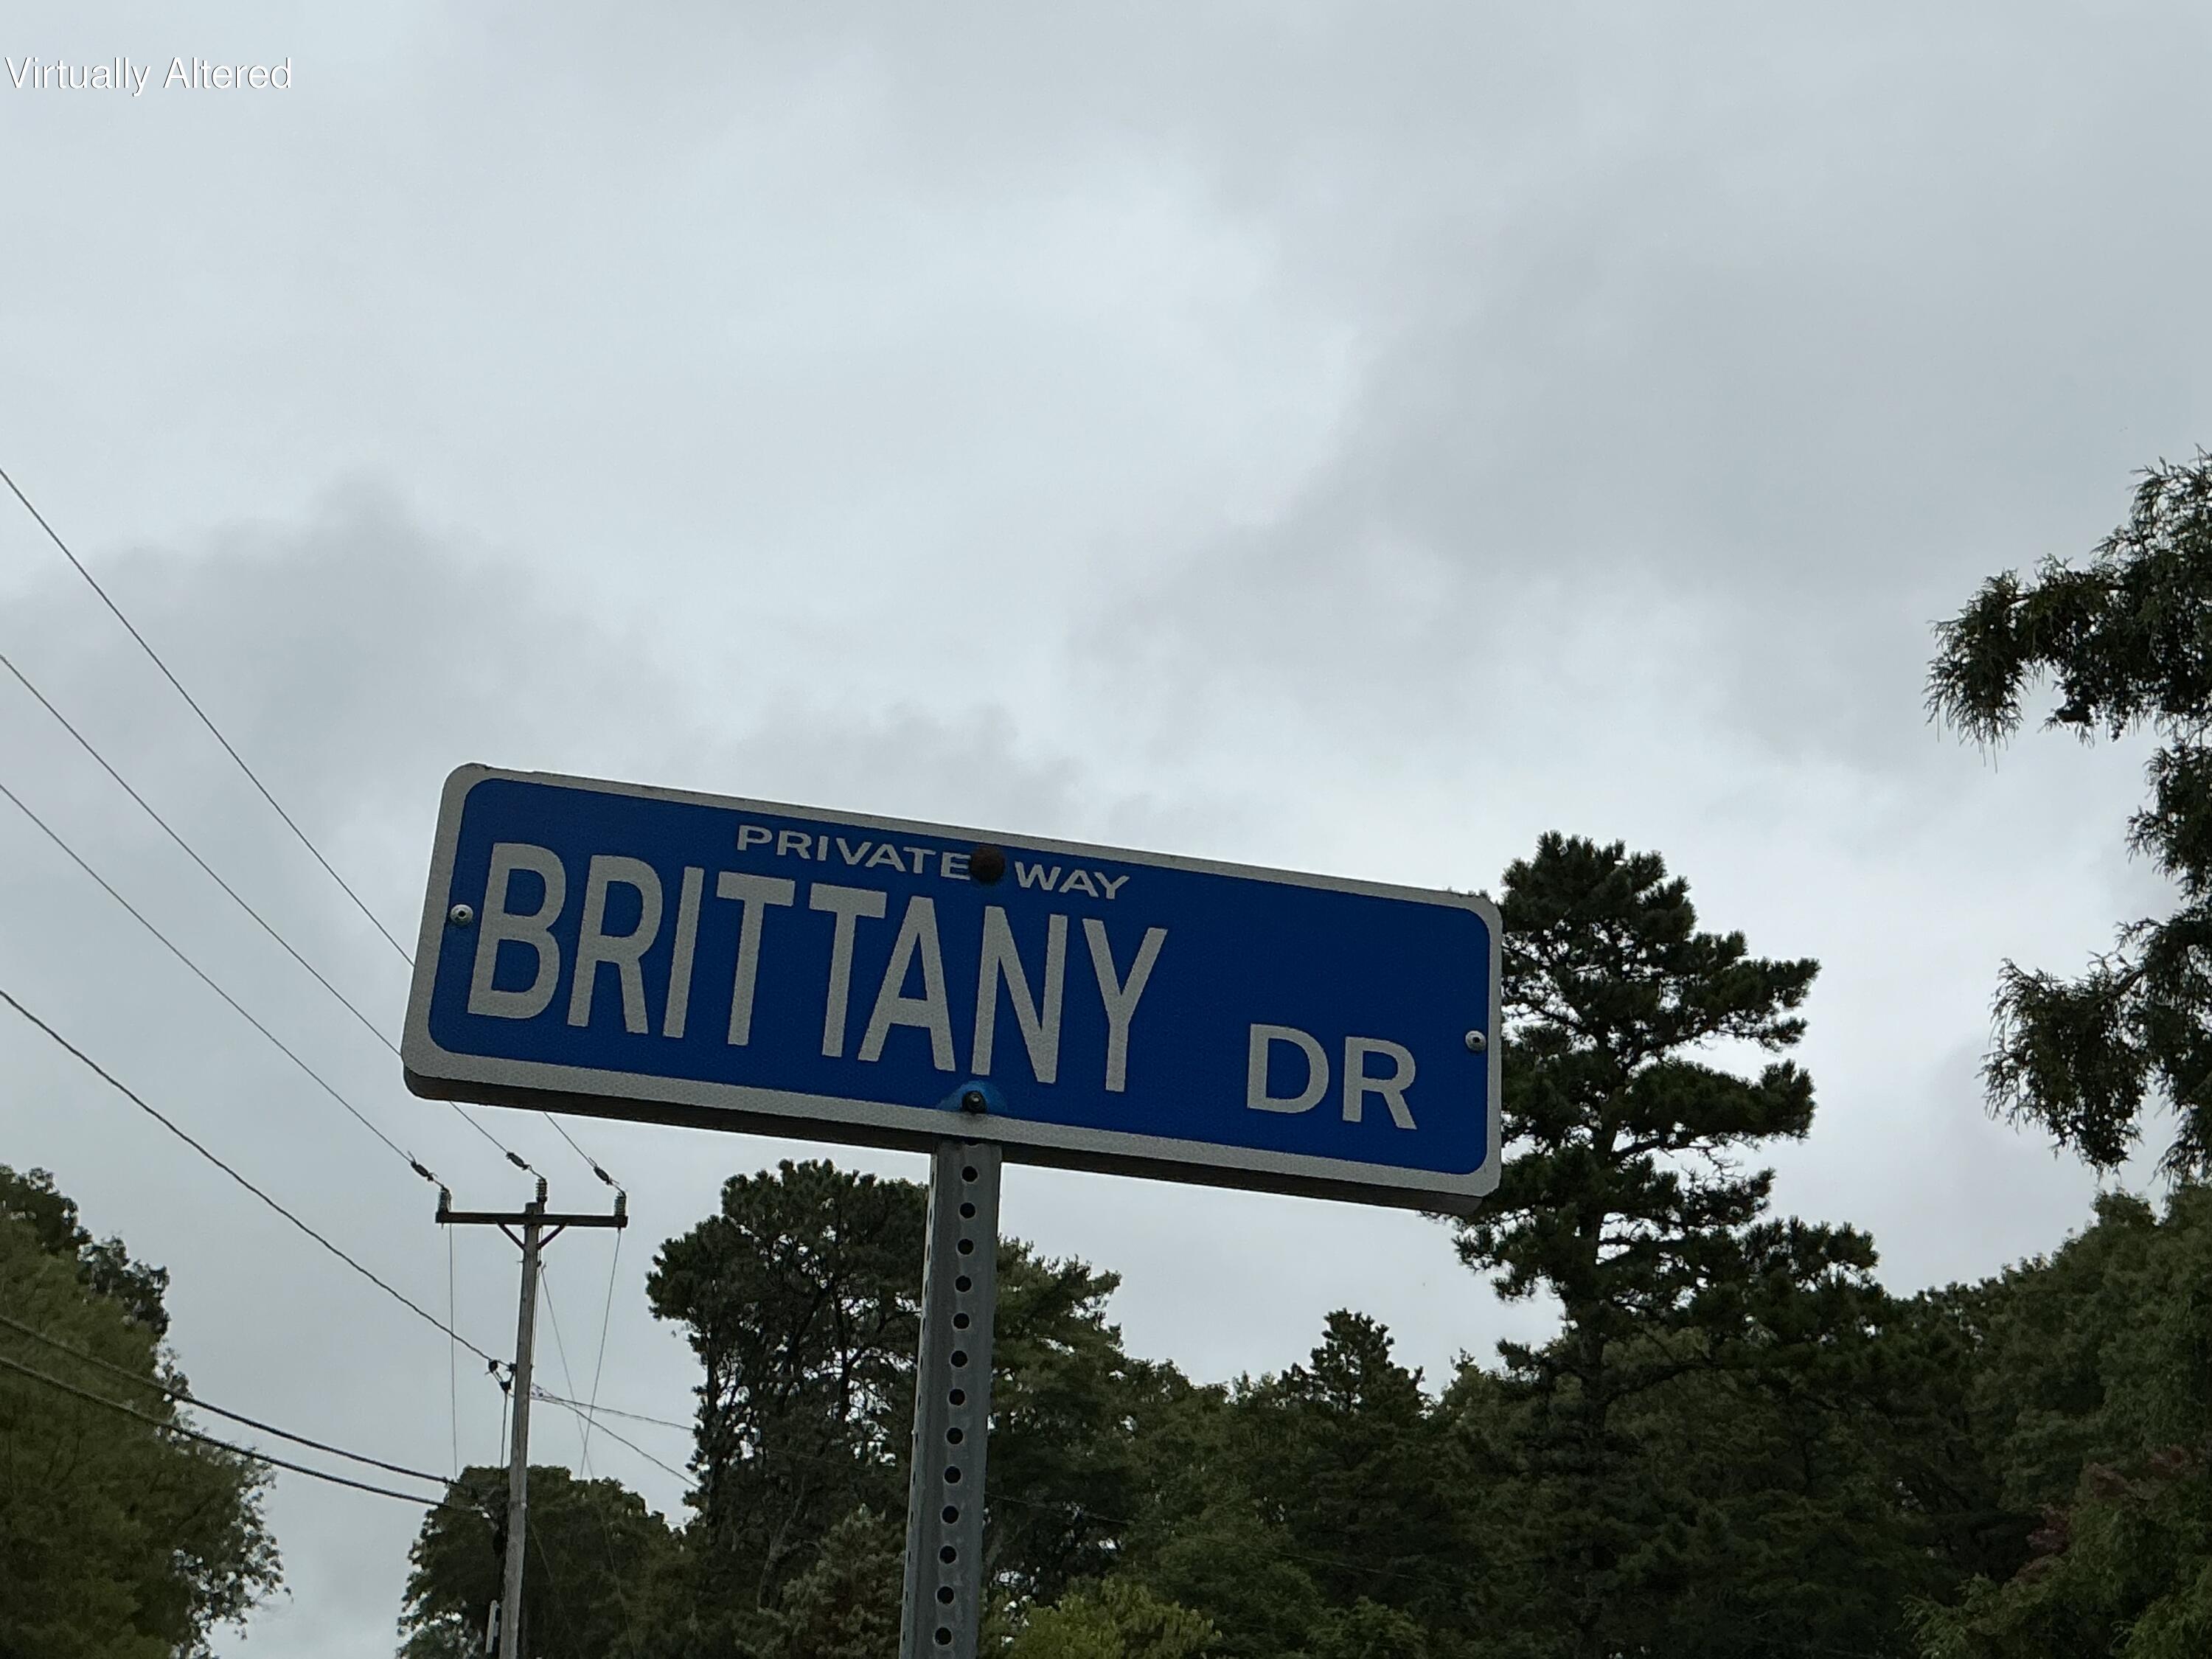 Virtually Altered
PRIVATE WAY
BRITTANY DR